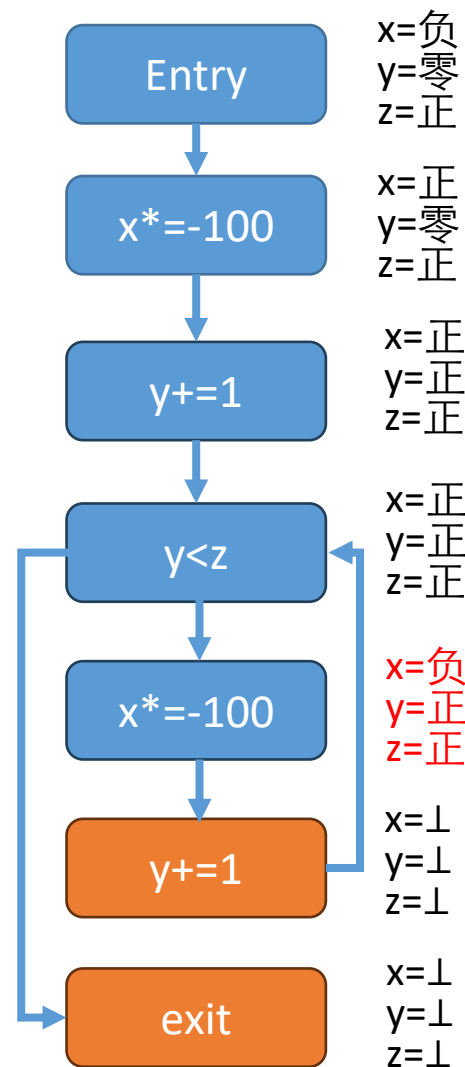 Entry
x=负
y=零
z=正
x*=-100
x=正
y=零
z=正
y+=1
x=正
y=正
z=正
y<z
x=正
y=正
z=正
x*=-100
x=负
y=正
z=正
y+=1
x=⊥
y=⊥
z=⊥
exit
x=⊥
y=⊥
z=⊥